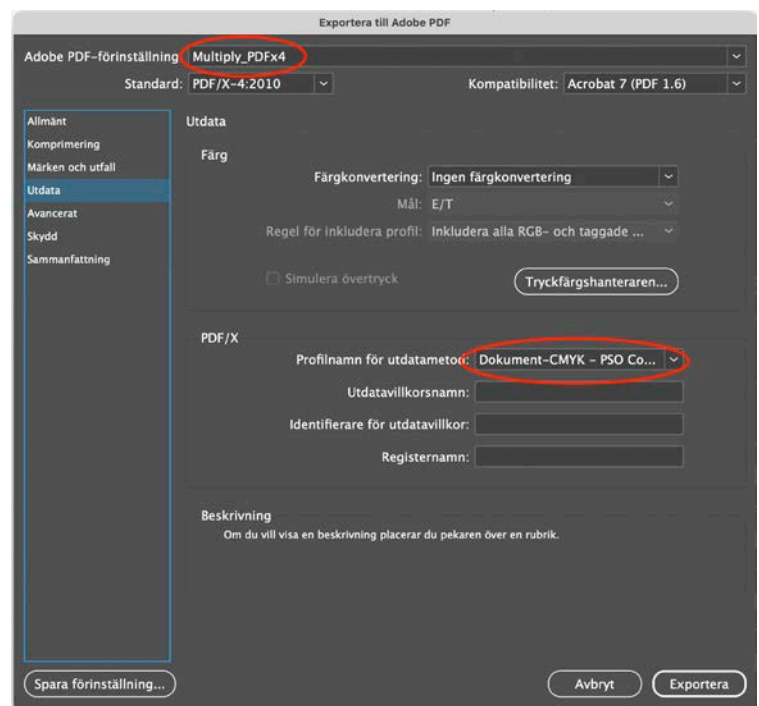 Exportera till Adobe PDF
Adobe PDF-förinställning Multiply_PDFx4
Standard: PDF/X-4:2010
Kompatibilitet: Acrobat 7 (PDF 1.6)
Allmänt
Komprimering
Märken och utfall
Utdata
Avancerat
Skydd
Sammanfattning
Utdata
Färg
Färgkonvertering: Ingen färgkonvertering
Mål: E/T
Regel för inkludera profil: Inkludera alla RGB- och taggade ...
Simulera övertryck
Tryckfärgshanteraren...
PDF/X
Profilnamn för utdatametod: Dokument-CMYK - PSO Co...
Utdatavillkorsnamn:
Identifierare för utdatavillkor:
Registernamn:
Beskrivning
Om du vill visa en beskrivning placerar du pekaren över en rubrik.
Spara förinställning...
Avbryt
Exportera